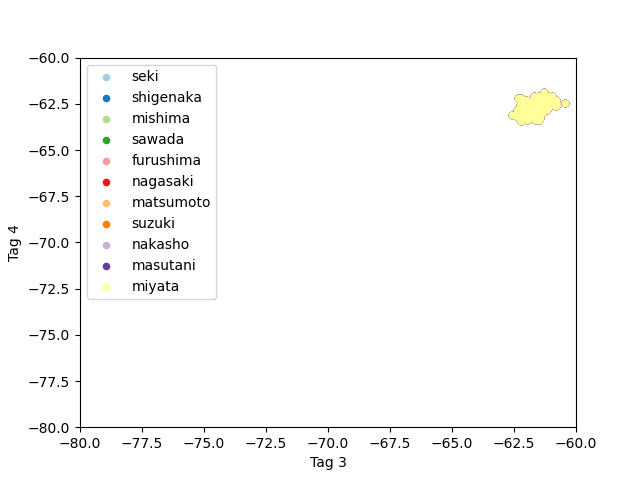 −60.0
−62.5
−65.0
−67.5
−70.0
−72.5
−75.0
−77.5
−80.0
Tag 4
seki
shigenaka
mishima
sawada
furushima
nagasaki
matsumoto
suzuki
nakasho
masutani
miyata
−80.0 −77.5 −75.0 −72.5 −70.0 −67.5 −65.0 −62.5 −60.0
Tag 3